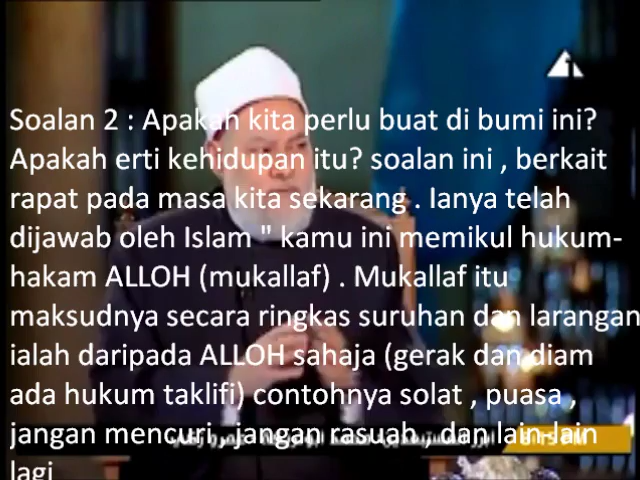 Soalan 2 : Apakah kita perlu buat di bumi ini?
Apakah erti kehidupan itu? soalan ini , berkait
rapat pada masa kita sekarang . Ianya telah
dijawab oleh Islam " kamu ini memikul hukum-
hakam ALLOH (mukallaf) . Mukallaf itu
maksudnya secara ringkas suruhan dan larangan
ialah daripada ALLOH sahaja (gerak dan diam
ada hukum taklifi) contohnya solat , puasa ,
jangan mencuri , jangan rasuah , dan lain-lain
lagi